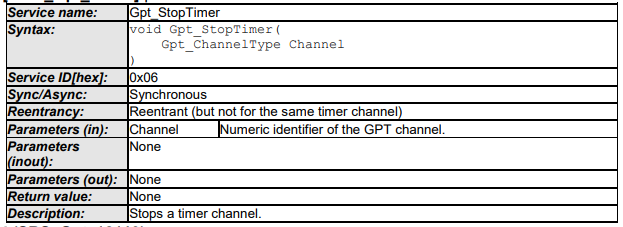 Service name: Gpt_StopTimer
Syntax: void Gpt_StopTimer(
Gpt_ChannelType Channel
)
Service ID[hex]: 0x06
Sync/Async: Synchronous
Reentrancy: Reentrant (but not for the same timer channel)
Parameters (in): Channel Numeric identifier of the GPT channel.
Parameters None
(inout):
Parameters (out): None
Return value: None
Description: Stops a timer channel.